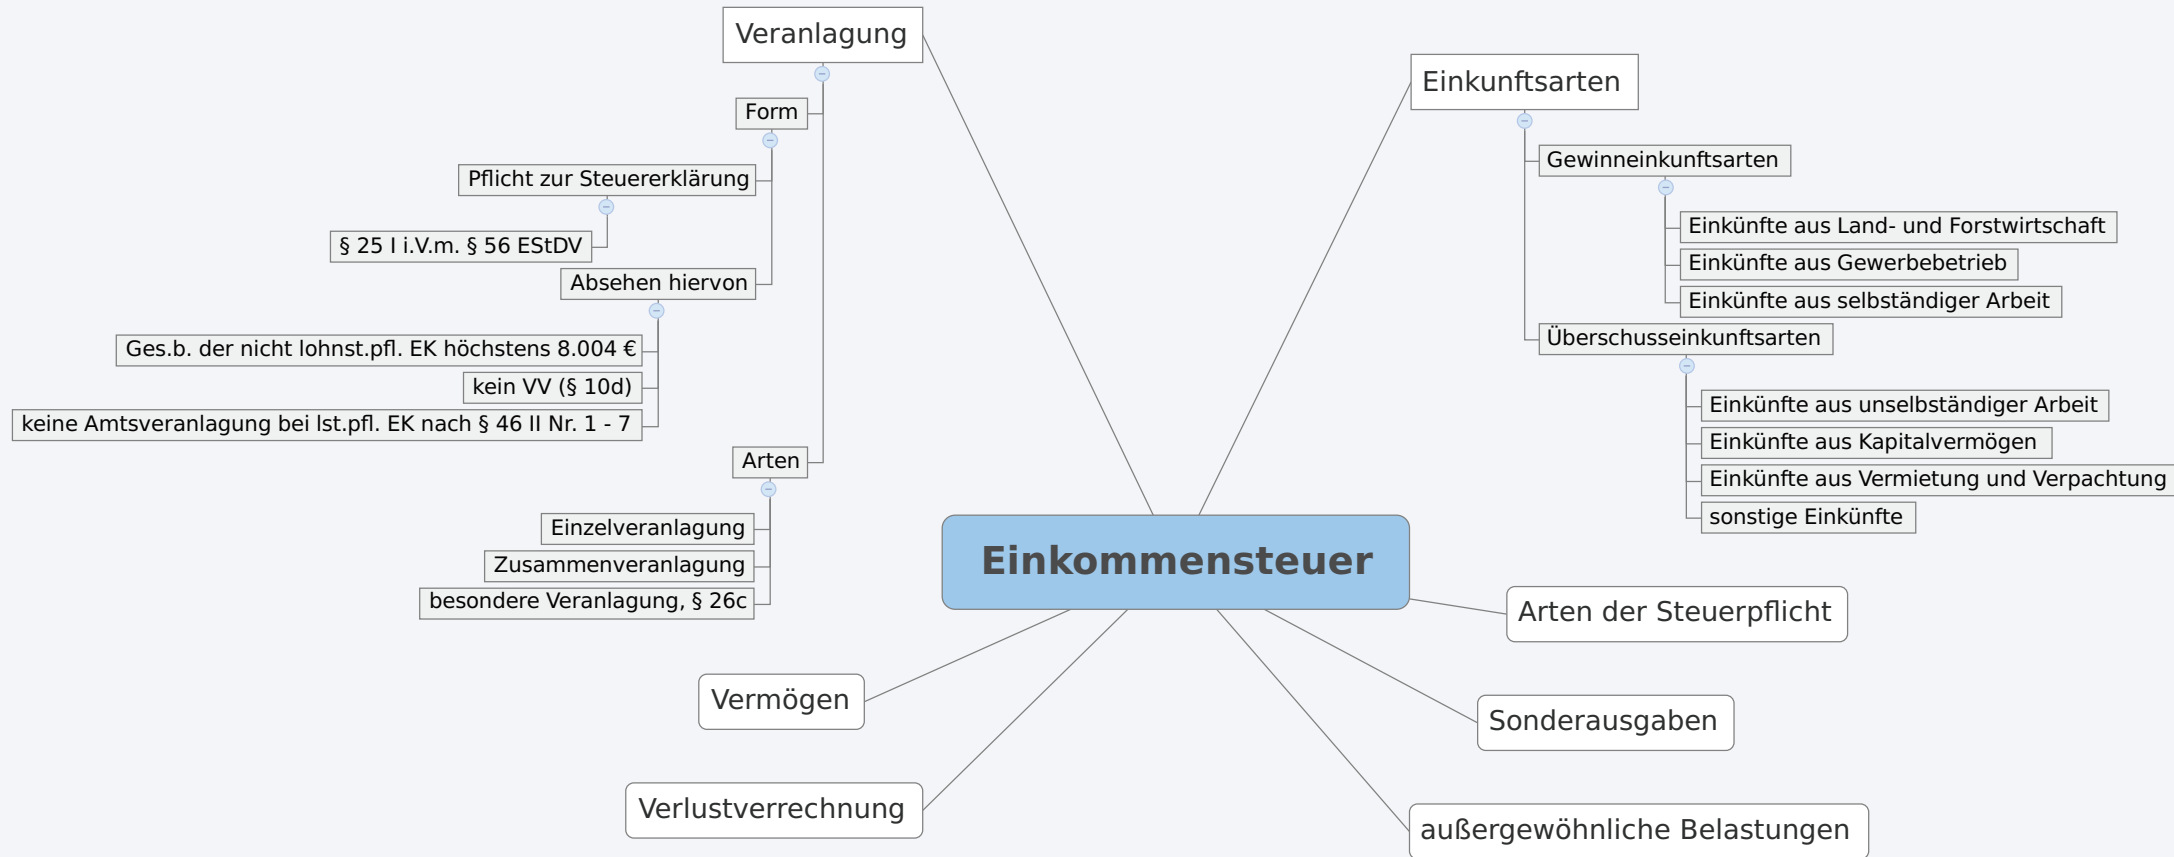 Veranlagung
Form
Pflicht zur Steuererklärung
§ 25 I i.V.m. § 56 EStDV
Absehen hiervon
Ges.b. der nicht lohnst.pfl. EK höchstens 8.004 €
kein VV (§ 10d)
keine Amtsveranlagung bei lst.pfl. EK nach § 46 II Nr. 1 - 7
Arten
Einzelveranlagung
Zusammenveranlagung
besondere Veranlagung, § 26c
Einkunftsarten
Gewinneinkunftsarten
Einkünfte aus Land- und Forstwirtschaft
Einkünfte aus Gewerbebetrieb
Einkünfte aus selbständiger Arbeit
Überschusseinkunftsarten
Einkünfte aus unselbständiger Arbeit
Einkünfte aus Kapitalvermögen
Einkünfte aus Vermietung und Verpachtung
sonstige Einkünfte
Einkommensteuer
Arten der Steuerpflicht
Vermögen
Sonderausgaben
Verlustverrechnung
außergewöhnliche Belastungen